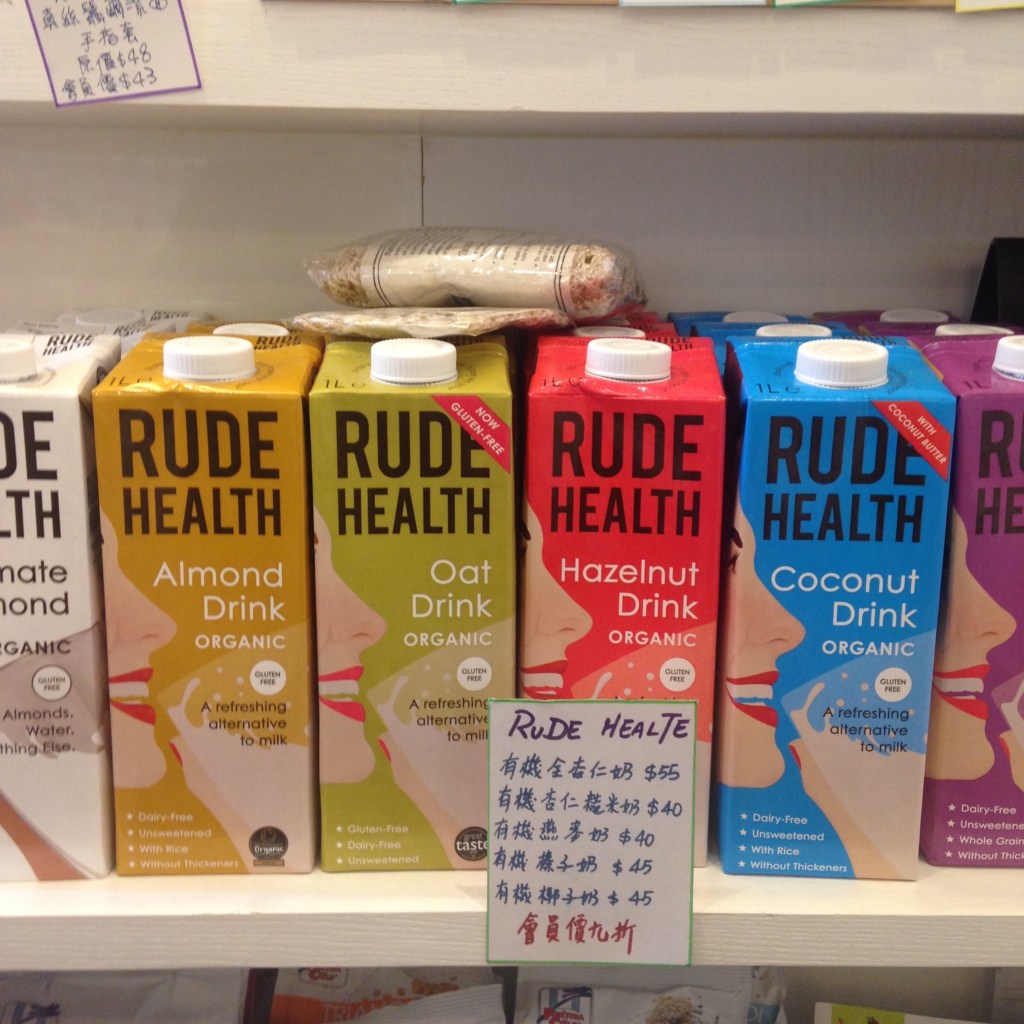 手指套
原價$48
會員價$43
DE
LTH
mate
mond
RGANIC
GLUTEN
FREE
Almonds.
Water.
thing Else.
1L
RUDE
HEALTH
Almond
Drink
ORGANIC
GLUTEN
FREE
A refreshing
alternative
to milk
★ Dairy-Free
★ Unsweetened
★ With Rice
★ Without Thickeners
Organic
1L
NOW
GLUTEN-FREE
RUDE
HEALTH
Oat
Drink
ORGANIC
GLUTEN
FREE
A refreshing
alternative
to milk
★ Gluten-Free
★ Dairy-Free
★ Unsweetened
great
taste
1L
RUDE
HEALTH
Hazelnut
Drink
ORGANIC
GLUTEN
FREE
1L
WITH
COCONUT BUTTER
RUDE
HEALTH
Coconut
Drink
ORGANIC
GLUTEN
FREE
A refreshing
alternative
to milk
★ Dairy-Free
★ Unsweetened
★ With Rice
★ Without Thickeners
RU
HE
★ Dairy-Free
★ Unsweetene
★ Whole Grain
★ Without Thick
RUDE HEALTE
有機全杏仁奶 $55
有機杏仁糙米奶 $40
有機燕麥奶 $40
有機榛子奶 $45
有機椰子奶 $45
會員價九折